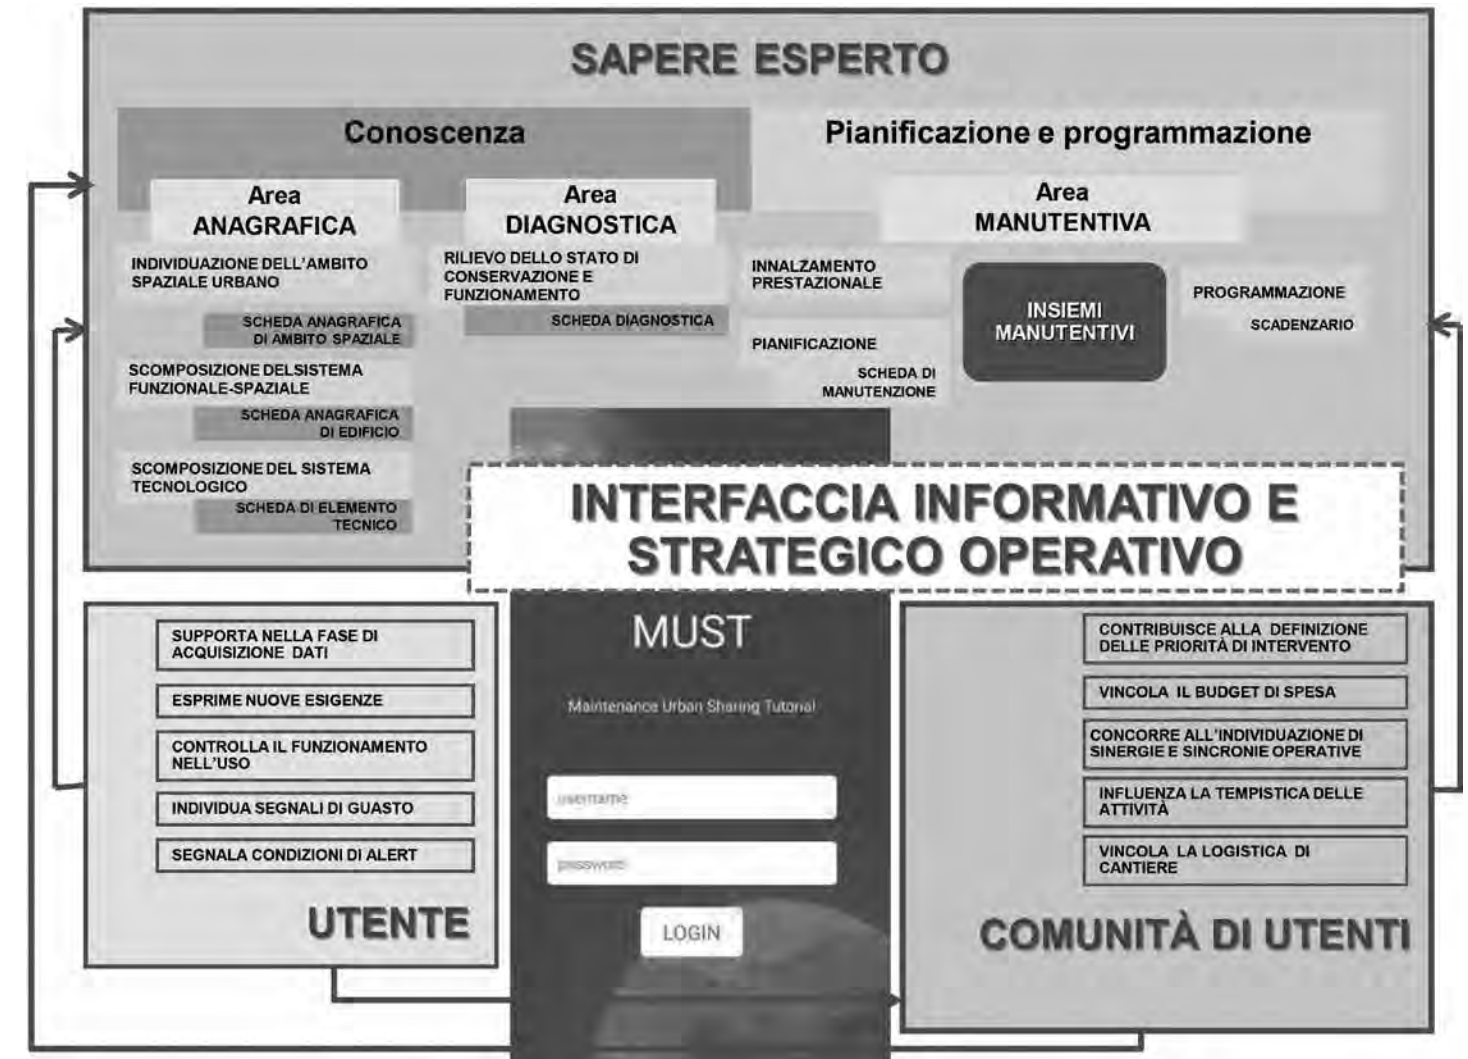 SAPERE ESPERTO
Conoscenza
Pianificazione e programmazione
Area
ANAGRAFICA
Area
DIAGNOSTICA
Area
MANUTENTIVA
INDIVIDUAZIONE DELL'AMBITO
SPAZIALE URBANO
SCHEDA ANAGRAFICA
DI AMBITO SPAZIALE
SCOMPOSIZIONE DELSISTEMA
FUNZIONALE-SPAZIALE
SCHEDA ANAGRAFICA
DI EDIFICIO
SCOMPOSIZIONE DEL SISTEMA
TECNOLOGICO
SCHEDA DI ELEMENTO
TECNICO
RILIEVO DELLO STATO DI
CONSERVAZIONE E
FUNZIONAMENTO
SCHEDA DIAGNOSTICA
INNALZAMENTO
PRESTAZIONALE
PIANIFICAZIONE
SCHEDA DI
MANUTENZIONE
INSIEMI
MANUTENTIVI
PROGRAMMAZIONE
SCADENZARIO
INTERFACCIA INFORMATIVO E
STRATEGICO OPERATIVO
SUPPORTA NELLA FASE DI
ACQUISIZIONE DATI
ESPRIME NUOVE ESIGENZE
CONTROLLA IL FUNZIONAMENTO
NELL'USO
INDIVIDUA SEGNALI DI GUASTO
SEGNALA CONDIZIONI DI ALERT
UTENTE
MUST
Maintenance Urban Sharing Tutorial
username
password
LOGIN
CONTRIBUISCE ALLA DEFINIZIONE
DELLE PRIORITÀ DI INTERVENTO
VINCOLA IL BUDGET DI SPESA
CONCORRE ALL'INDIVIDUAZIONE DI
SINERGIE E SINCRONIE OPERATIVE
INFLUENZA LA TEMPISTICA DELLE
ATTIVITÀ
VINCOLA LA LOGISTICA DI
CANTIERE
COMUNITÀ DI UTENTI